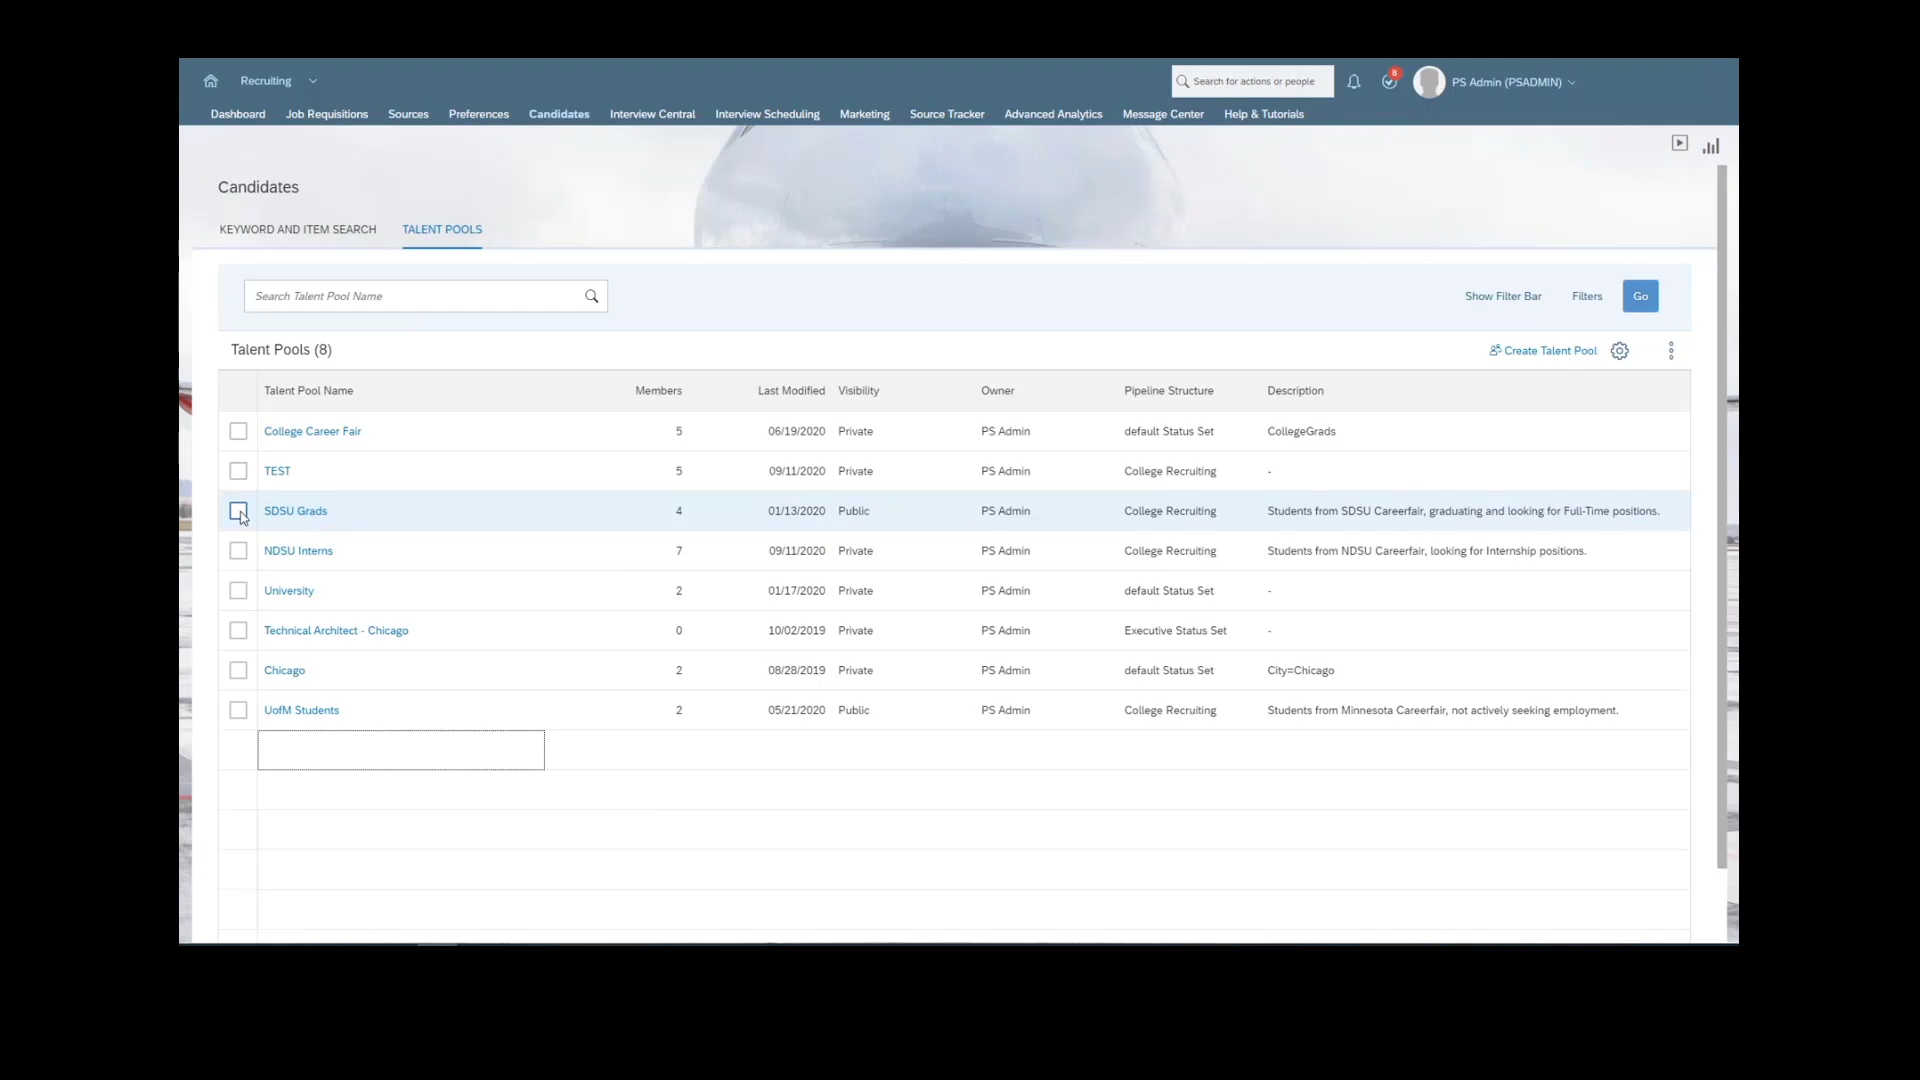 Recruiting
Search for actions or people
8
PS Admin (PSADMIN)
Dashboard Job Requisitions Sources Preferences Candidates Interview Central Interview Scheduling Marketing Source Tracker Advanced Analytics Message Center Help & Tutorials
Candidates
KEYWORD AND ITEM SEARCH TALENT POOLS
Search Talent Pool Name Show Filter Bar Filters Go
Talent Pools (8) Create Talent Pool
Talent Pool Name Members Last Modified Visibility Owner Pipeline Structure Description
College Career Fair 5 06/19/2020 Private PS Admin default Status Set CollegeGrads
TEST 5 09/11/2020 Private PS Admin College Recruiting -
SDSU Grads 4 01/13/2020 Public PS Admin College Recruiting Students from SDSU Careerfair, graduating and looking for Full-Time positions.
NDSU Interns 7 09/11/2020 Private PS Admin College Recruiting Students from NDSU Careerfair, looking for Internship positions.
University 2 01/17/2020 Private PS Admin default Status Set -
Technical Architect - Chicago 0 10/02/2019 Private PS Admin Executive Status Set -
Chicago 2 08/28/2019 Private PS Admin default Status Set City=Chicago
UofM Students 2 05/21/2020 Public PS Admin College Recruiting Students from Minnesota Careerfair, not actively seeking employment.